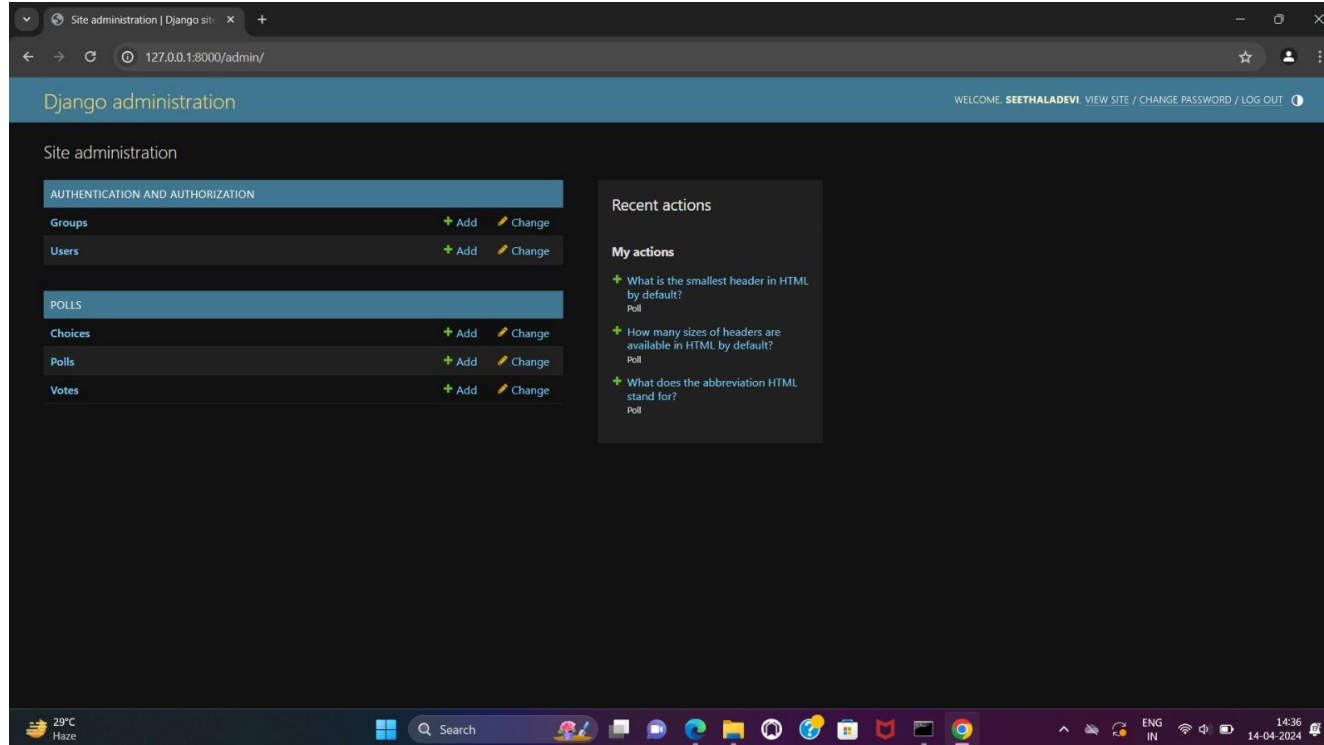 Site administration | Django site
127.0.0.1:8000/admin/
Django administration
WELCOME, SEETHALADEVI. VIEW SITE / CHANGE PASSWORD / LOG OUT
Site administration
AUTHENTICATION AND AUTHORIZATION
Groups + Add Change
Users + Add Change
POLLS
Choices + Add Change
Polls + Add Change
Votes + Add Change
Recent actions
My actions
+ What is the smallest header in HTML
by default?
Poll
+ How many sizes of headers are
available in HTML by default?
Poll
+ What does the abbreviation HTML
stand for?
Poll
29°C
Haze
Search
ENG
IN
14:36
14-04-2024